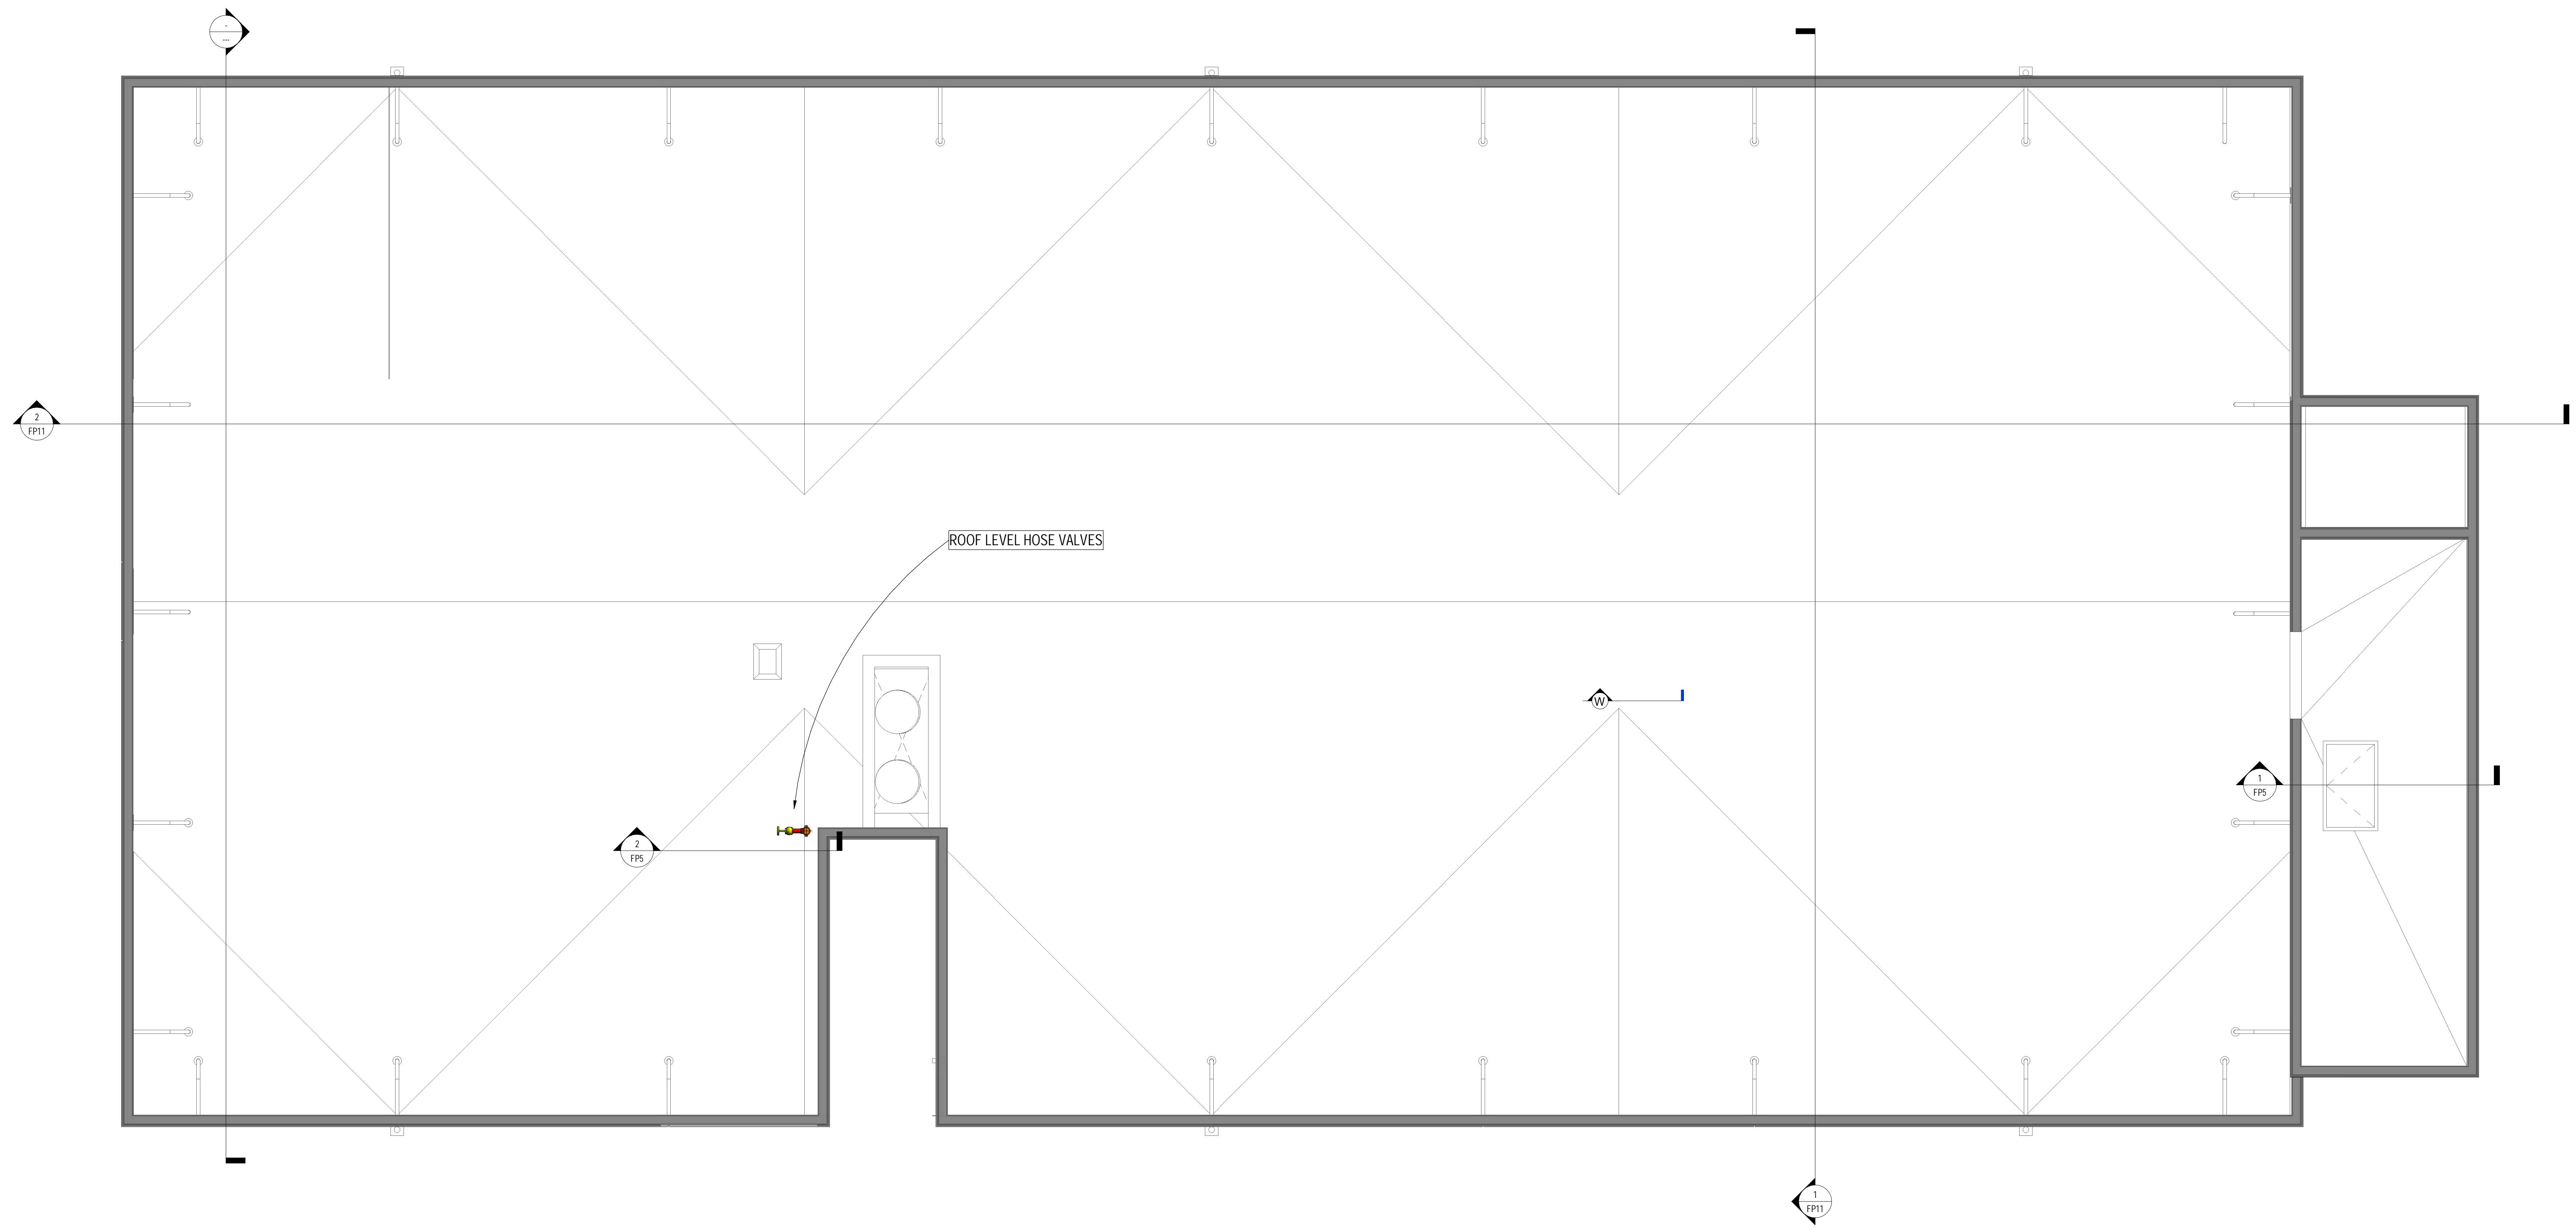 -
---
2
FP11
ROOF LEVEL HOSE VALVES
W
1
FP5
2
FP5
1
FP11